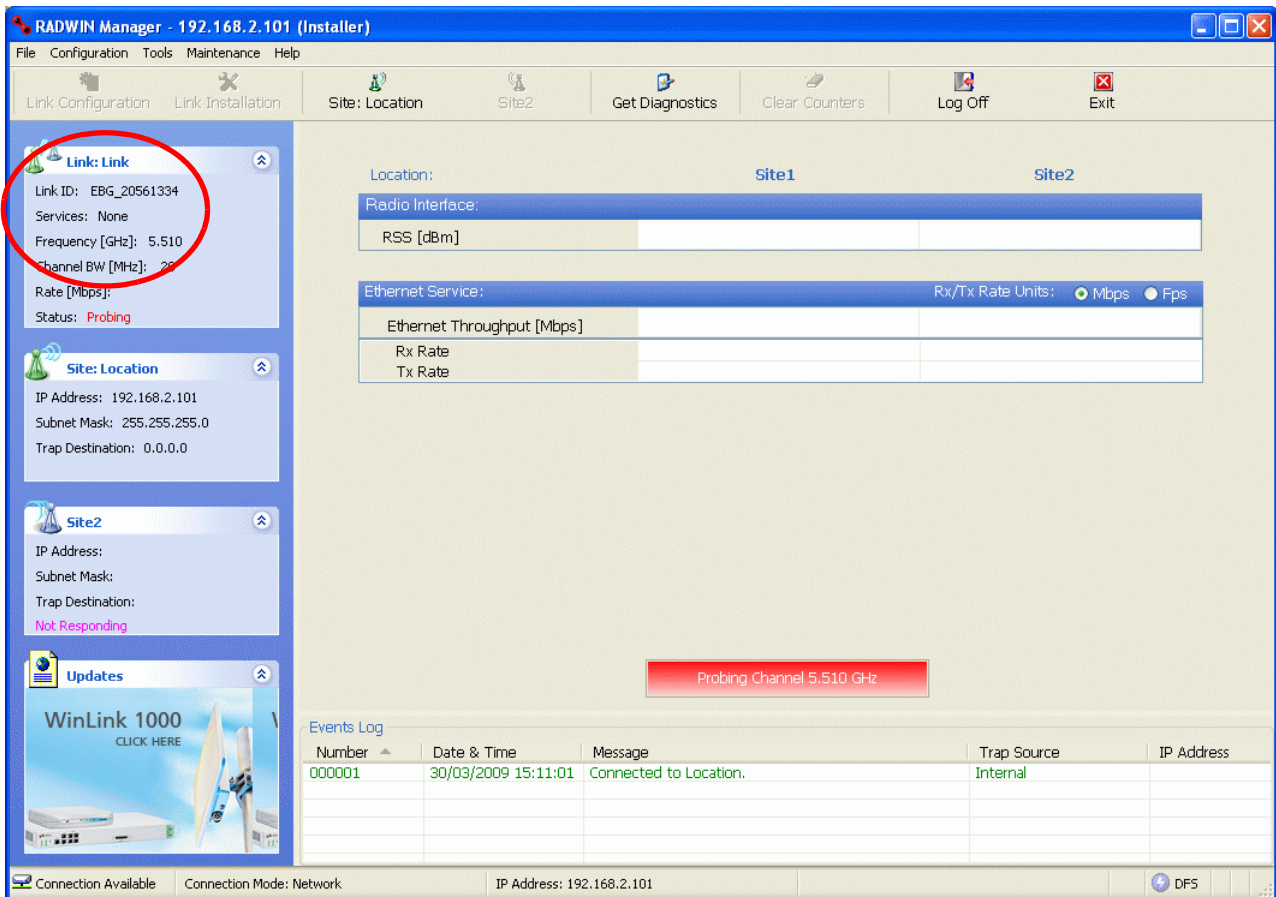 RADWIN Manager - 192.168.2.101 (Installer)
File Configuration Tools Maintenance Help
Link Configuration Link Installation Site: Location Site2 Get Diagnostics Clear Counters Log Off Exit
Link: Link
Link ID: EBG_20561334
Services: None
Frequency [GHz]: 5.510
Channel BW [MHz]: 20
Rate [Mbps]:
Status: Probing
Site: Location
IP Address: 192.168.2.101
Subnet Mask: 255.255.255.0
Trap Destination: 0.0.0.0
Site2
IP Address:
Subnet Mask:
Trap Destination:
Not Responding
Updates
WinLink 1000
CLICK HERE
Location: Site1 Site2
Radio Interface:
RSS [dBm]
Ethernet Service: Rx/Tx Rate Units: Mbps Fps
Ethernet Throughput [Mbps]
Rx Rate
Tx Rate
Probing Channel 5.510 GHz
Events Log
Number Date & Time Message Trap Source IP Address
000001 30/03/2009 15:11:01 Connected to Location. Internal
Connection Available Connection Mode: Network IP Address: 192.168.2.101 DFS